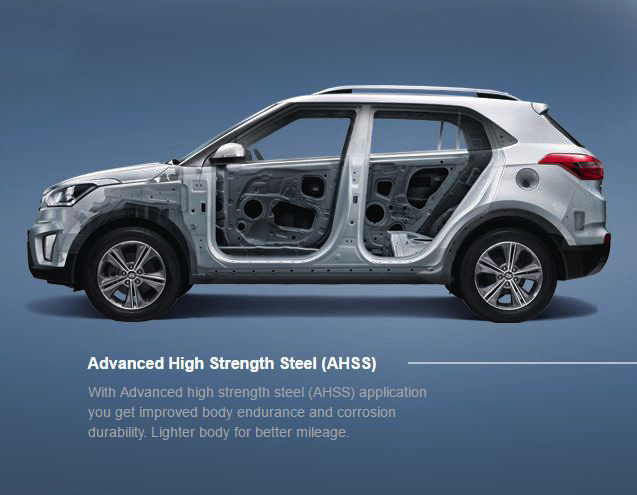 Advanced High Strength Steel (AHSS)
With Advanced high strength steel (AHSS) application
you get improved body endurance and corrosion
durability. Lighter body for better mileage.